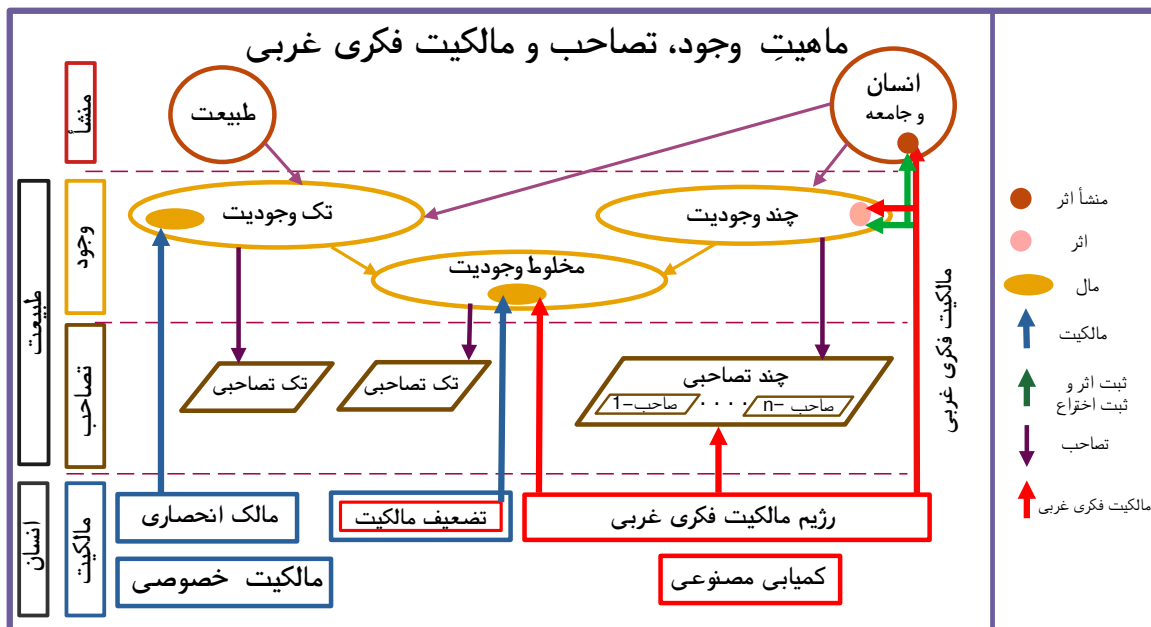 ماهیتِ وجود، تصاحب و مالکیت فکری غربی
منشأ
طبیعت
انسان
و جامعه
طبیعت
وجود
تک وجودیت
چند وجودیت
مخلوط وجودیت
تصاحب
تک تصاحبی
تک تصاحبی
چند تصاحبی
صاحب-1
. . . .
صاحب -n
مالکیت فکری غربی
انسان
مالکیت
مالک انحصاری
تضعیف مالکیت
رژیم مالکیت فکری غربی
مالکیت خصوصی
کمیابی مصنوعی
منشأ اثر
اثر
مال
مالکیت
ثبت اثر و
ثبت اختراع
تصاحب
مالکیت فکری غربی